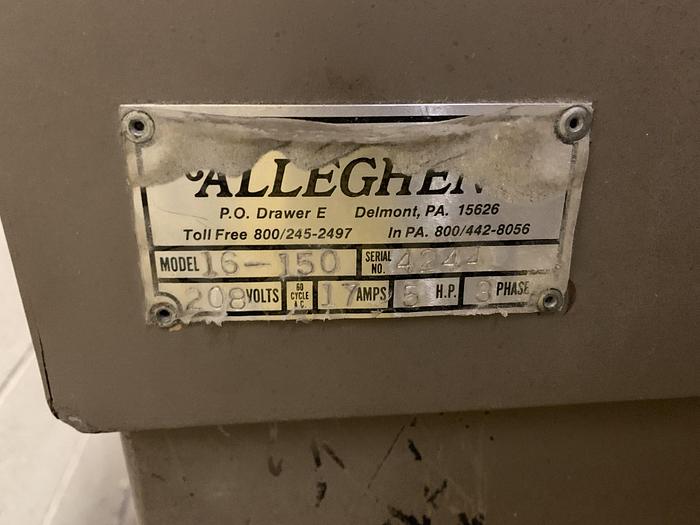 ALLEGHEN
P.O. Drawer E Delmont, PA. 15626
Toll Free 800/245-2497 In PA. 800/442-8056
MODEL 16-150 SERIAL NO. 4244
208 VOLTS 60 CYCLE A.C. 17 AMPS 5 H.P. 3 PHASE